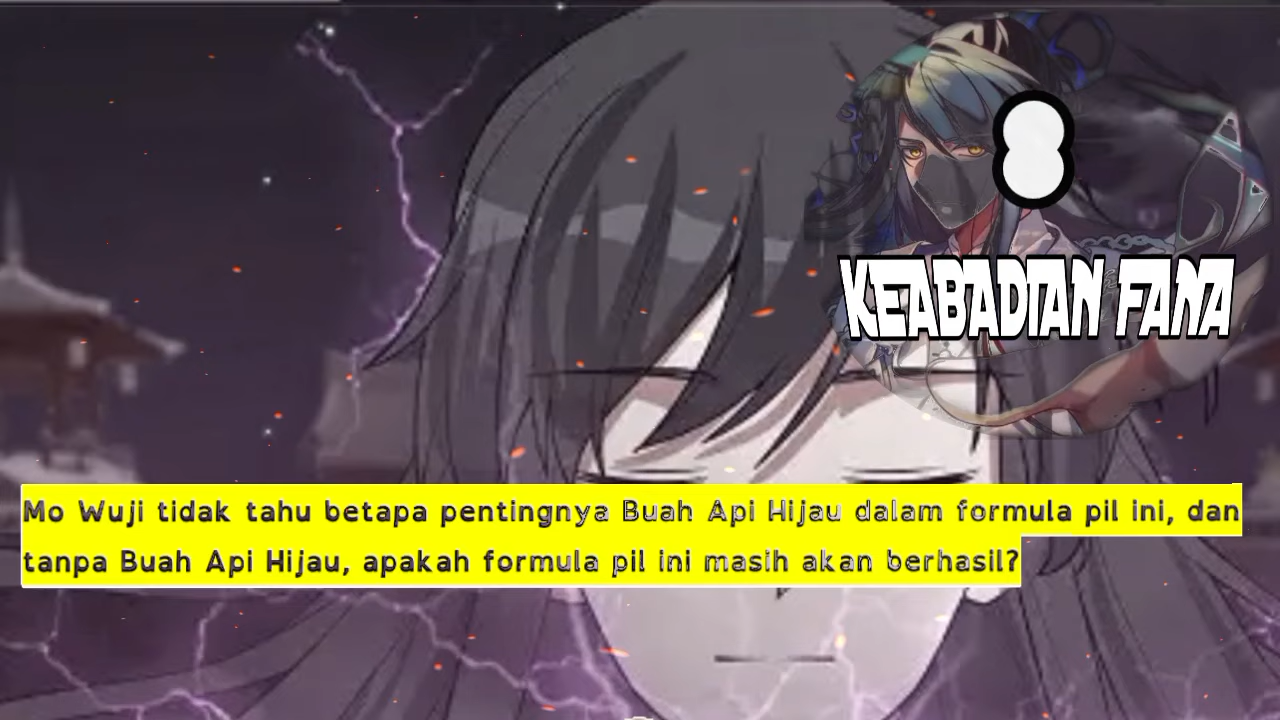 8
KEABADIAN FANA
Mo Wuji tidak tahu betapa pentingnya Buah Api Hijau dalam formula pil ini, dan
tanpa Buah Api Hijau, apakah formula pil ini masih akan berhasil?